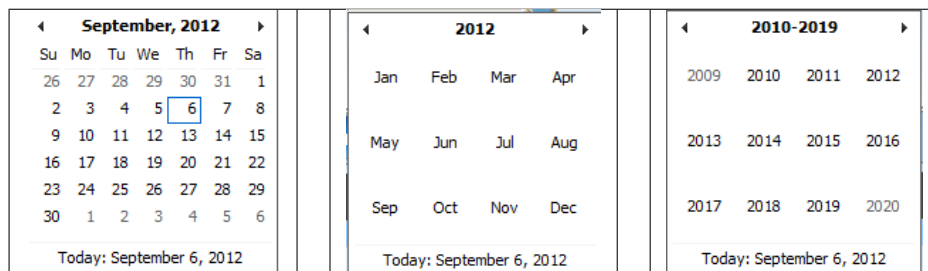 September, 2012
Su Mo Tu We Th Fr Sa
26 27 28 29 30 31 1
2 3 4 5 6 7 8
9 10 11 12 13 14 15
16 17 18 19 20 21 22
23 24 25 26 27 28 29
30 1 2 3 4 5 6
Today: September 6, 2012
2012
Jan Feb Mar Apr
May Jun Jul Aug
Sep Oct Nov Dec
Today: September 6, 2012
2010-2019
2009 2010 2011 2012
2013 2014 2015 2016
2017 2018 2019 2020
Today: September 6, 2012